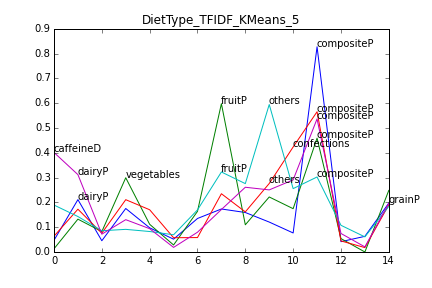 DietType_TFIDF_KMeans_5
0.9
0.8
0.7
0.6
0.5
0.4
0.3
0.2
0.1
0.0
compositeP
fruitP
others
compositeP
compositeP
compositeP
confections
caffeineD
dairyP
vegetables
fruitP
others
compositeP
dairyP
grainP
0
2
4
6
8
10
12
14